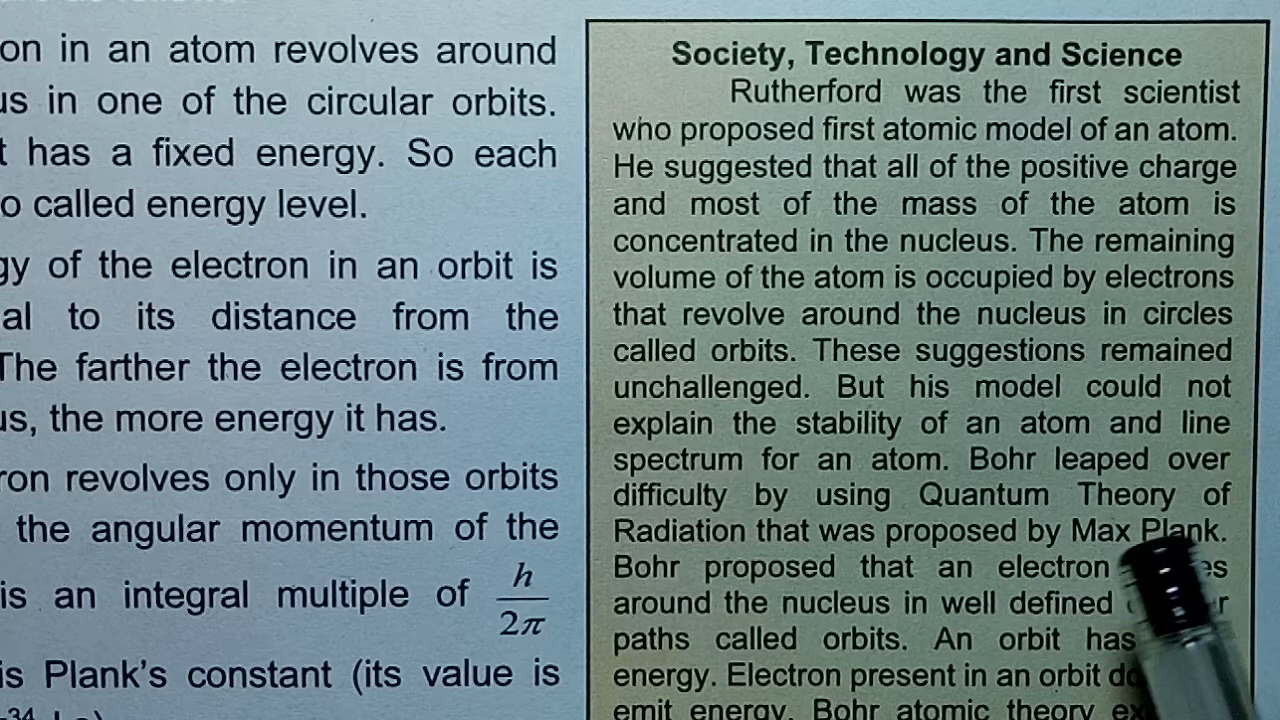 on in an atom revolves around
us in one of the circular orbits.
t has a fixed energy. So each
o called energy level.
gy of the electron in an orbit is
al to its distance from the
The farther the electron is from
us, the more energy it has.
ron revolves only in those orbits
the angular momentum of the
is an integral multiple of h/2π
is Plank's constant (its value is
Society, Technology and Science
Rutherford was the first scientist
who proposed first atomic model of an atom.
He suggested that all of the positive charge
and most of the mass of the atom is
concentrated in the nucleus. The remaining
volume of the atom is occupied by electrons
that revolve around the nucleus in circles
called orbits. These suggestions remained
unchallenged. But his model could not
explain the stability of an atom and line
spectrum for an atom. Bohr leaped over
difficulty by using Quantum Theory of
Radiation that was proposed by Max Plank.
Bohr proposed that an electron
around the nucleus in well defined
paths called orbits. An orbit has
energy. Electron present in an orbit
emit energy. Bohr atomic theory